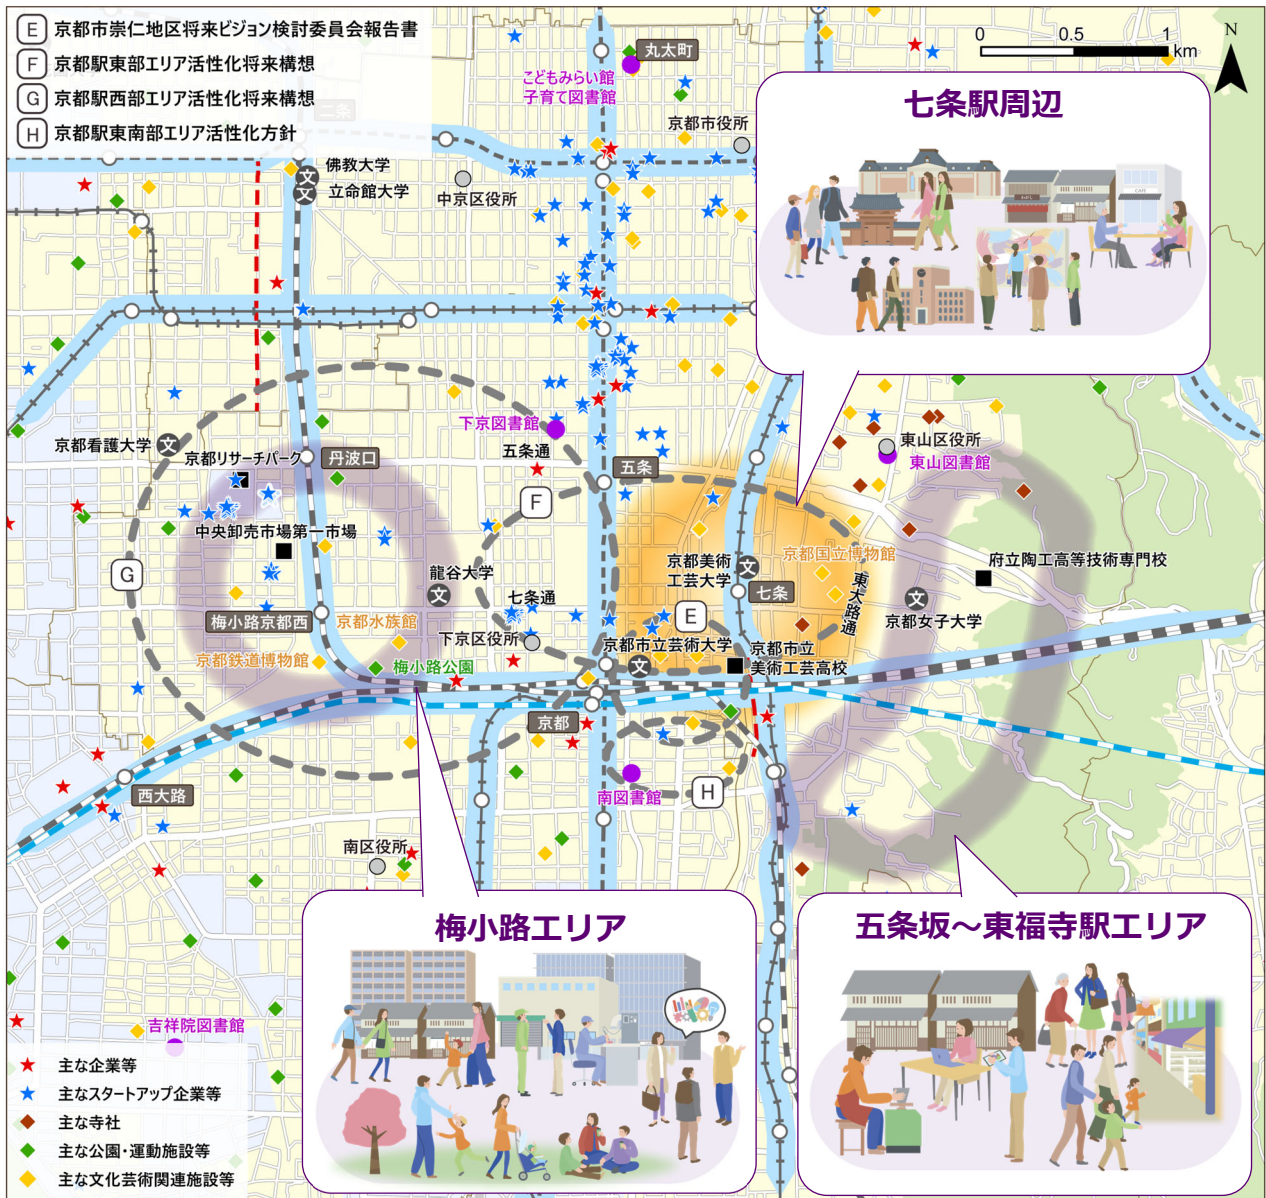 E 京都市崇仁地区将来ビジョン検討委員会報告書
F 京都駅東部エリア活性化将来構想
G 京都駅西部エリア活性化将来構想
H 京都駅東南部エリア活性化方針
0 0.5 1
km
N
丸太町
こどもみらい館
子育て図書館
京都市役所
二条
佛教大学
立命館大学
中京区役所
七条駅周辺
CAFE
下京図書館
京都看護大学
京都リサーチパーク
丹波口
五条通
五条
東山区役所
東山図書館
F
中央卸売市場第一市場
G
龍谷大学
京都美術
工芸大学
京都国立博物館
府立陶工高等技術専門校
七条
東大路通
京都女子大学
七条通
E
梅小路京都西
京都水族館
下京区役所
京都市立芸術大学
京都市立
美術工芸高校
京都鉄道博物館
梅小路公園
京都
西大路
南図書館
H
南区役所
梅小路エリア
五条坂～東福寺駅エリア
吉祥院図書館
主な企業等
主なスタートアップ企業等
主な寺社
主な公園・運動施設等
主な文化芸術関連施設等